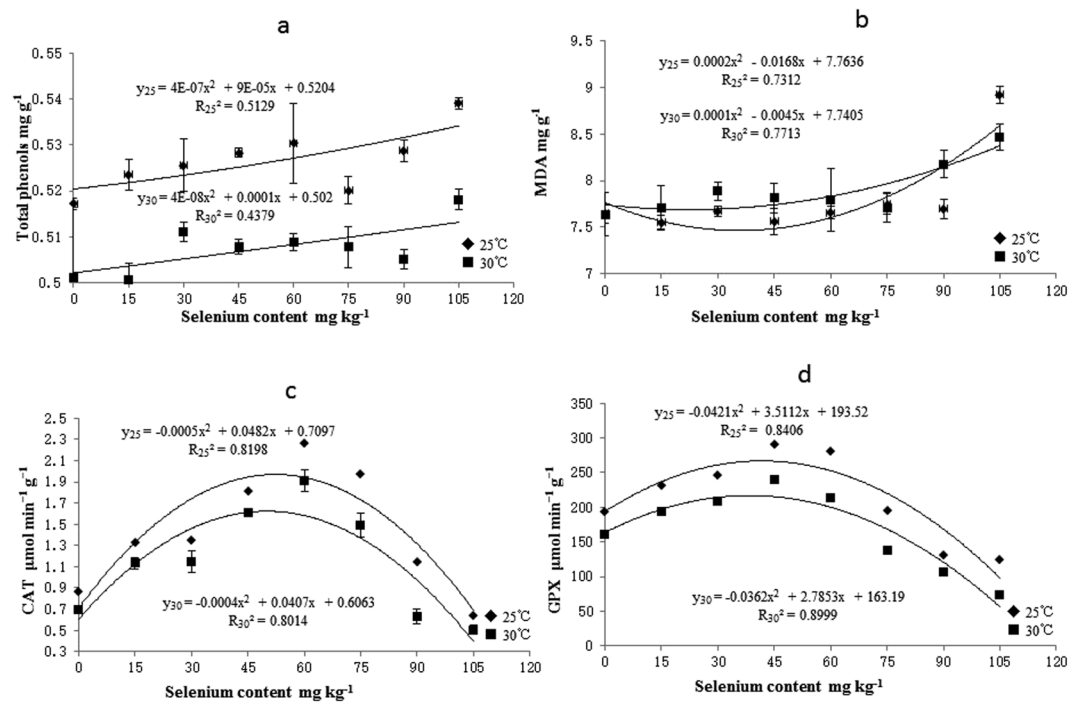 a
0.55
0.54
0.53
0.52
0.51
0.5
Total phenols mg g⁻¹
y₂₅ = 4E-07x² + 9E-05x + 0.5204
R₂₅² = 0.5129
y₃₀ = 4E-08x² + 0.0001x + 0.502
R₃₀² = 0.4379
25℃
30℃
0 15 30 45 60 75 90 105 120
Selenium content mg kg⁻¹
b
9.5
9
8.5
8
7.5
7
MDA mg g⁻¹
y₂₅ = 0.0002x² - 0.0168x + 7.7636
R₂₅² = 0.7312
y₃₀ = 0.0001x² - 0.0045x + 7.7405
R₃₀² = 0.7713
25℃
30℃
0 15 30 45 60 75 90 105 120
Selenium content mg kg⁻¹
c
2.5
2.3
2.1
1.9
1.7
1.5
1.3
1.1
0.9
0.7
0.5
0.3
CAT μmol min⁻¹ g⁻¹
y₂₅ = -0.0005x² + 0.0482x + 0.7097
R₂₅² = 0.8198
y₃₀ = -0.0004x² + 0.0407x + 0.6063
R₃₀² = 0.8014
25℃
30℃
0 15 30 45 60 75 90 105 120
Selenium content mg kg⁻¹
d
350
300
250
200
150
100
50
0
GPX μmol min⁻¹ g⁻¹
y₂₅ = -0.0421x² + 3.5112x + 193.52
R₂₅² = 0.8406
y₃₀ = -0.0362x² + 2.7853x + 163.19
R₃₀² = 0.8999
25℃
30℃
0 15 30 45 60 75 90 105 120
Selenium content mg kg⁻¹